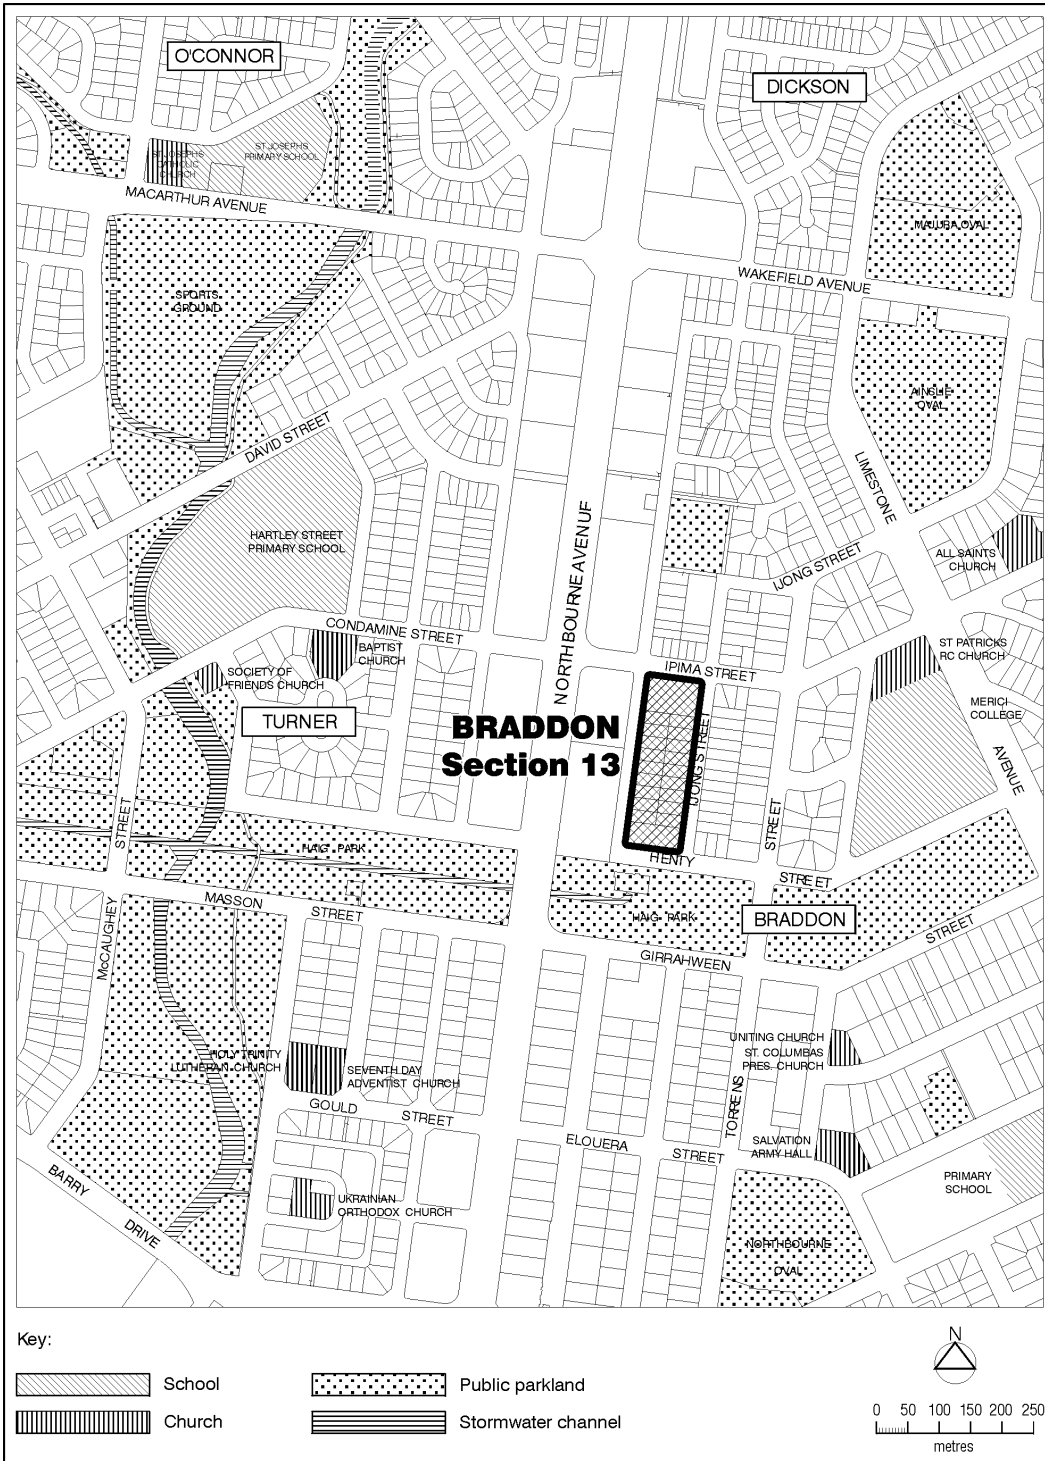 O'CONNOR
DICKSON
ST JOSEPHS
CATHOLIC
CHURCH
ST JOSEPHS
PRIMARY SCHOOL
MACARTHUR AVENUE
MAJURA OVAL
WAKEFIELD AVENUE
SPORTS
GROUND
AINSLIE
OVAL
DAVID STREET
LIMESTONE
NORTHBOURNE AVENUE
HARTLEY STREET
PRIMARY SCHOOL
IJONG STREET
ALL SAINTS
CHURCH
CONDAMINE STREET
BAPTIST
CHURCH
IPIMA STREET
ST PATRICKS
RC CHURCH
SOCIETY OF
FRIENDS CHURCH
MERICI
COLLEGE
TURNER
BRADDON
Section 13
IJONG STREET
AVENUE
STREET
STREET
HAIG PARK
HENTY
STREET
MASSON
STREET
HAIG PARK
BRADDON
STREET
McCAUGHEY
GIRRAHWEEN
UNITING CHURCH
ST. COLUMBAS
PRES. CHURCH
HOLY TRINITY
LUTHERAN CHURCH
SEVENTH DAY
ADVENTIST CHURCH
TORRENS
GOULD
STREET
ELOUERA
STREET
SALVATION
ARMY HALL
PRIMARY
SCHOOL
BARRY
DRIVE
UKRAINIAN
ORTHODOX CHURCH
NORTHBOURNE
OVAL
Key:
School
Public parkland
Church
Stormwater channel
N
0 50 100 150 200 250
metres